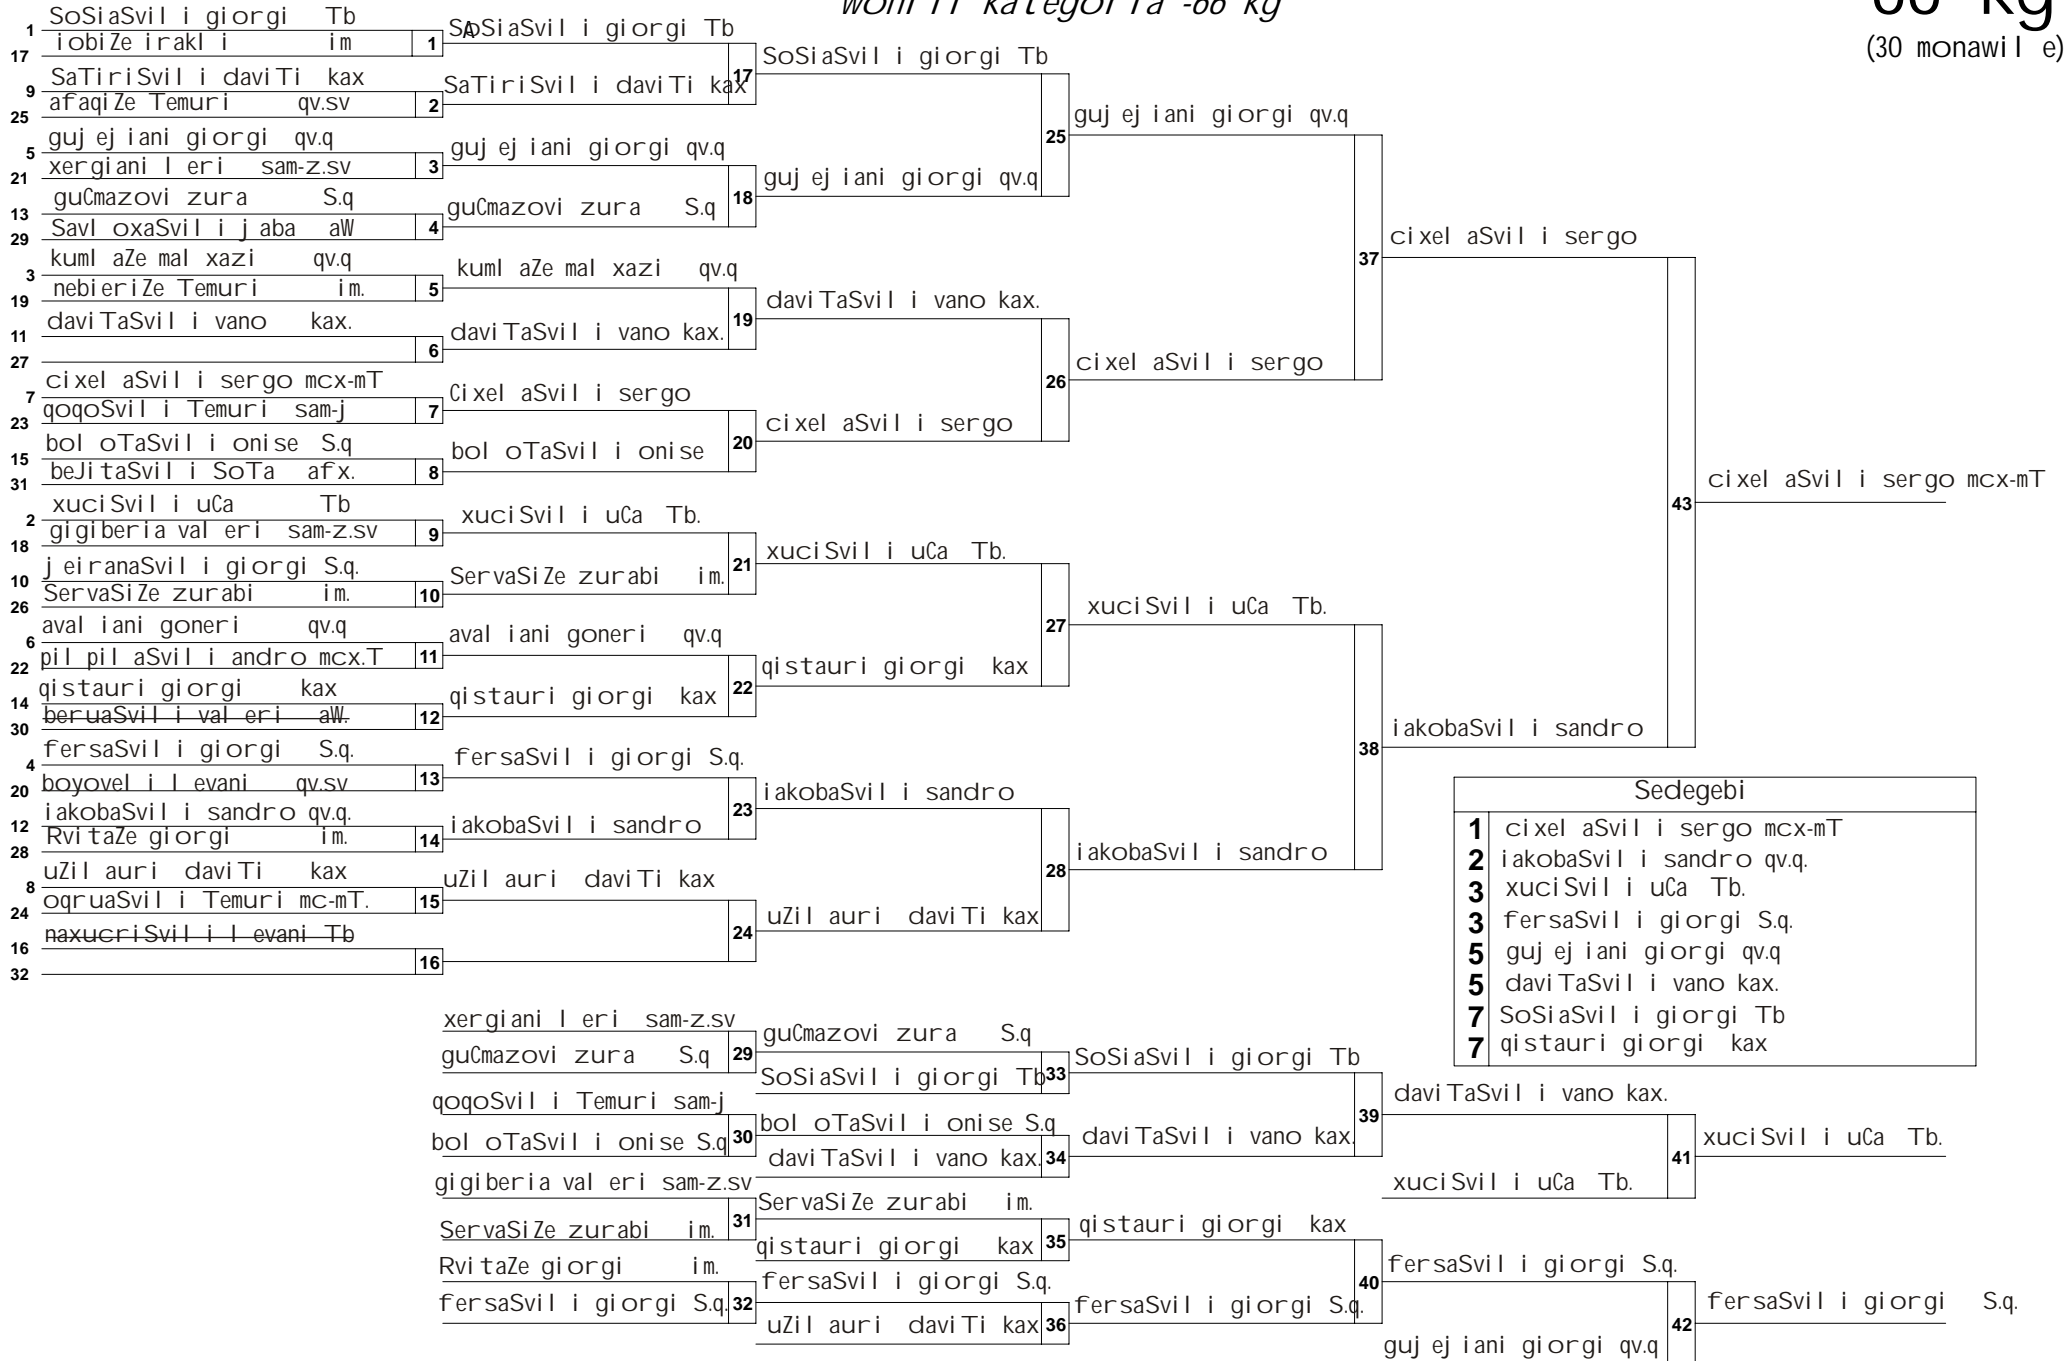 woniTi kategoria -66 kg
(30 monawile)
1 SoSiaSvili giorgi Tb
17 iobiZe irakli im
1
9 SaTiriSvili daviTi kax
25 afaqiZe Temuri qv.sv
2
5 gujejiani giorgi qv.q
21 xergiani leri sam-z.sv
3
13 guCmazovi zura S.q
29 SavloxaSvili jaba aW
4
3 kumlaZe malxazi qv.q
19 nebieriZe Temuri im.
5
11 daviTaSvili vano kax.
27
6
7 cixelaSvili sergo mcx-mT
23 qoqoSvili Temuri sam-j
7
15 boloTaSvili onise S.q
31 beJitaSvili SoTa afx.
8
2 xuciSvili uCa Tb
18 gigiberia valeri sam-z.sv
9
10 jeiranaSvili giorgi S.q.
26 ServaSiZe zurabi im.
10
6 avaliani goneri qv.q
22 pilpilaSvili andro mcx.T
11
14 qistauri giorgi kax
30 beruaSvili valeri aW.
12
4 fersaSvili giorgi S.q.
20 boyoveli levani qv.sv
13
12 iakobaSvili sandro qv.q.
28 RvitaZe giorgi im.
14
8 uZilauri daviTi kax
24 oqruaSvili Temuri mc-mT.
15
16 naxucriSvili levani Tb
32
16
A
SoSiaSvili giorgi Tb
SaTiriSvili daviTi kax
17
gujejiani giorgi qv.q
guCmazovi zura S.q
18
kumlaZe malxazi qv.q
daviTaSvili vano kax.
19
Cixelasvili sergo
boloTaSvili onise
20
xuciSvili uCa Tb.
ServaSiZe zurabi im.
21
avaliani goneri qv.q
qistauri giorgi kax
22
fersaSvili giorgi S.q.
iakobaSvili sandro
23
uZilauri daviTi kax
24
SoSiaSvili giorgi Tb
gujejiani giorgi qv.q
25
daviTaSvili vano kax.
cixelaSvili sergo
26
xuciSvili uCa Tb.
qistauri giorgi kax
27
iakobaSvili sandro
uZilauri daviTi kax
28
gujejiani giorgi qv.q
cixelaSvili sergo
37
xuciSvili uCa Tb.
iakobaSvili sandro
38
cixelaSvili sergo
iakobaSvili sandro
43
cixelaSvili sergo mcx-mT
Sedegebi
1 cixelaSvili sergo mcx-mT
2 iakobaSvili sandro qv.q.
3 xuciSvili uCa Tb.
3 fersaSvili giorgi S.q.
5 gujejiani giorgi qv.q
5 daviTaSvili vano kax.
7 SoSiaSvili giorgi Tb
7 qistauri giorgi kax
xergiani leri sam-z.sv
guCmazovi zura S.q
29
qoqoSvili Temuri sam-j
boloTaSvili onise S.q
30
gigiberia valeri sam-z.sv
ServaSiZe zurabi im.
31
RvitaZe giorgi im.
fersaSvili giorgi S.q.
32
guCmazovi zura S.q
SoSiaSvili giorgi Tb
33
boloTaSvili onise S.q
daviTaSvili vano kax.
34
ServaSiZe zurabi im.
qistauri giorgi kax
35
fersaSvili giorgi S.q.
uZilauri daviTi kax
36
SoSiaSvili giorgi Tb
daviTaSvili vano kax.
39
qistauri giorgi kax
fersaSvili giorgi S.q.
40
daviTaSvili vano kax.
xuciSvili uCa Tb.
41
fersaSvili giorgi S.q.
gujejiani giorgi qv.q
42
xuciSvili uCa Tb.
fersaSvili giorgi S.q.